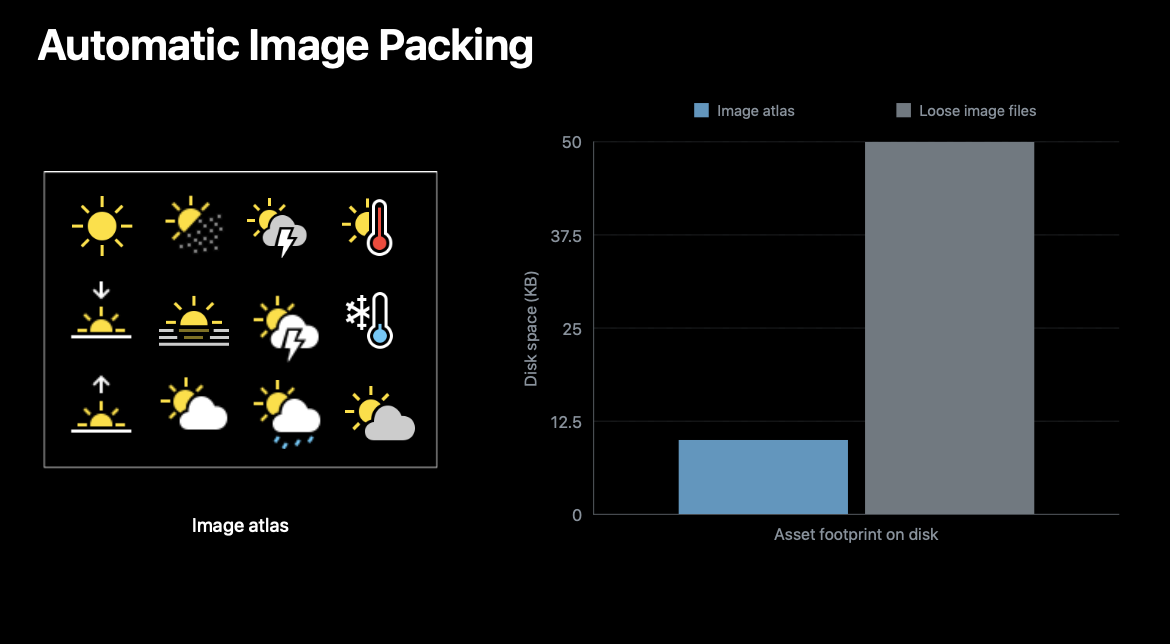 Automatic Image Packing
Image atlas
Image atlas
Loose image files
50
37.5
25
12.5
0
Disk space (KB)
Asset footprint on disk